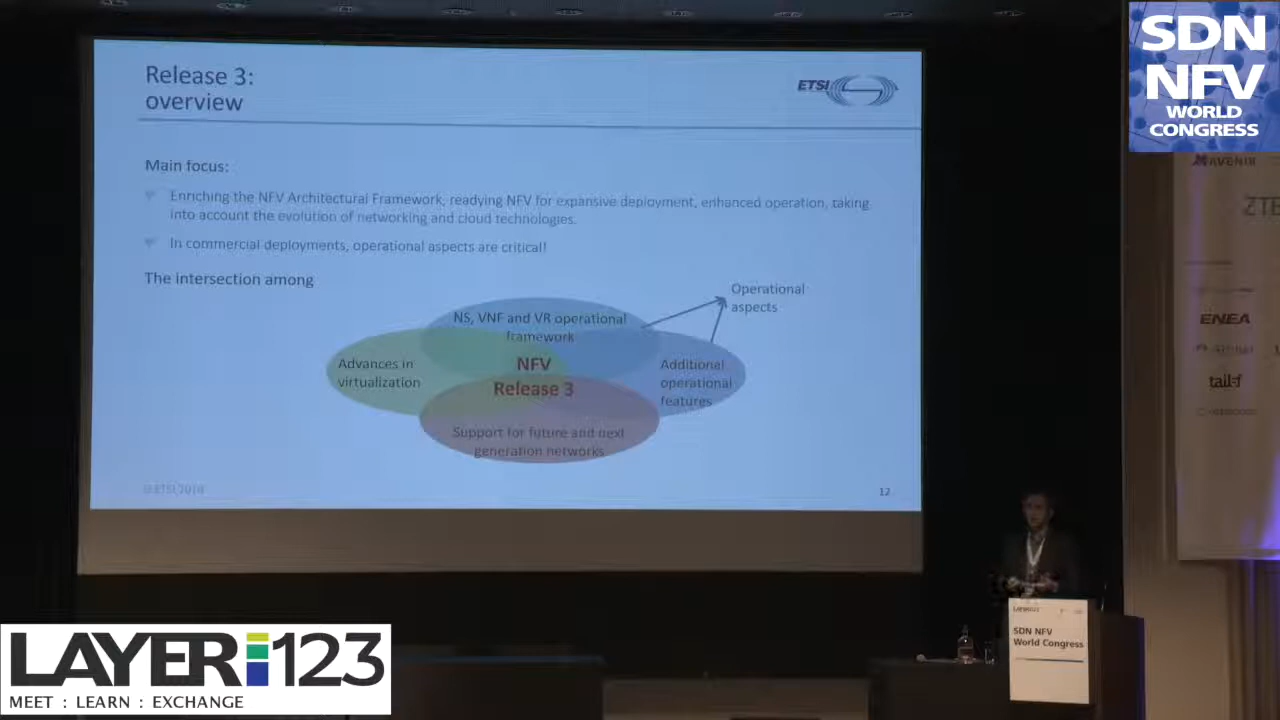 Release 3:
overview
ETSI
Main focus:
Enriching the NFV Architectural Framework, readying NFV for expansive deployment, enhanced operation, taking
into account the evolution of networking and cloud technologies.
In commercial deployments, operational aspects are critical!
The intersection among
Operational
aspects
NS, VNF and VR operational
framework
Advances in
virtualization
NFV
Release 3
Additional
operational
features
Support for future and next
generation networks
12
SDN
NFV
WORLD
CONGRESS
AVENIR
ZTE
ENEA
tail-f
SDN NFV
World Congress
LAYER 123
MEET : LEARN : EXCHANGE